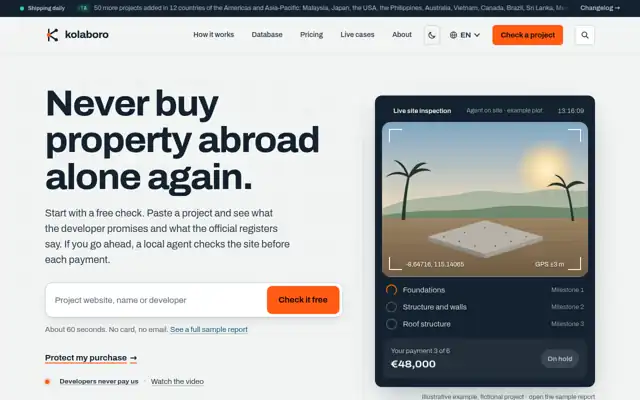 Shipping daily
50 more projects added in 12 countries of the Americas and Asia-Pacific: Malaysia, Japan, the USA, the Philippines, Australia, Vietnam, Canada, Brazil, Sri Lanka,
Changelog →
kolaboro
How it works
Database
Pricing
Live cases
About
EN
Check a project
Never buy
property abroad
alone again.
Start with a free check. Paste a project and see what
the developer promises and what the official registers
say. If you go ahead, a local agent checks the site before
each payment.
Project website, name or developer
Check it free
About 60 seconds. No card, no email. See a full sample report
Protect my purchase →
Developers never pay us · Watch the video
Live site inspection
Agent on site · example plot
13:16:09
-8.64716, 115.14065
GPS ±3 m
Foundations
Milestone 1
Structure and walls
Milestone 2
Roof structure
Milestone 3
Your payment 3 of 6
€48,000
On hold
Illustrative example, fictional project · open the sample report